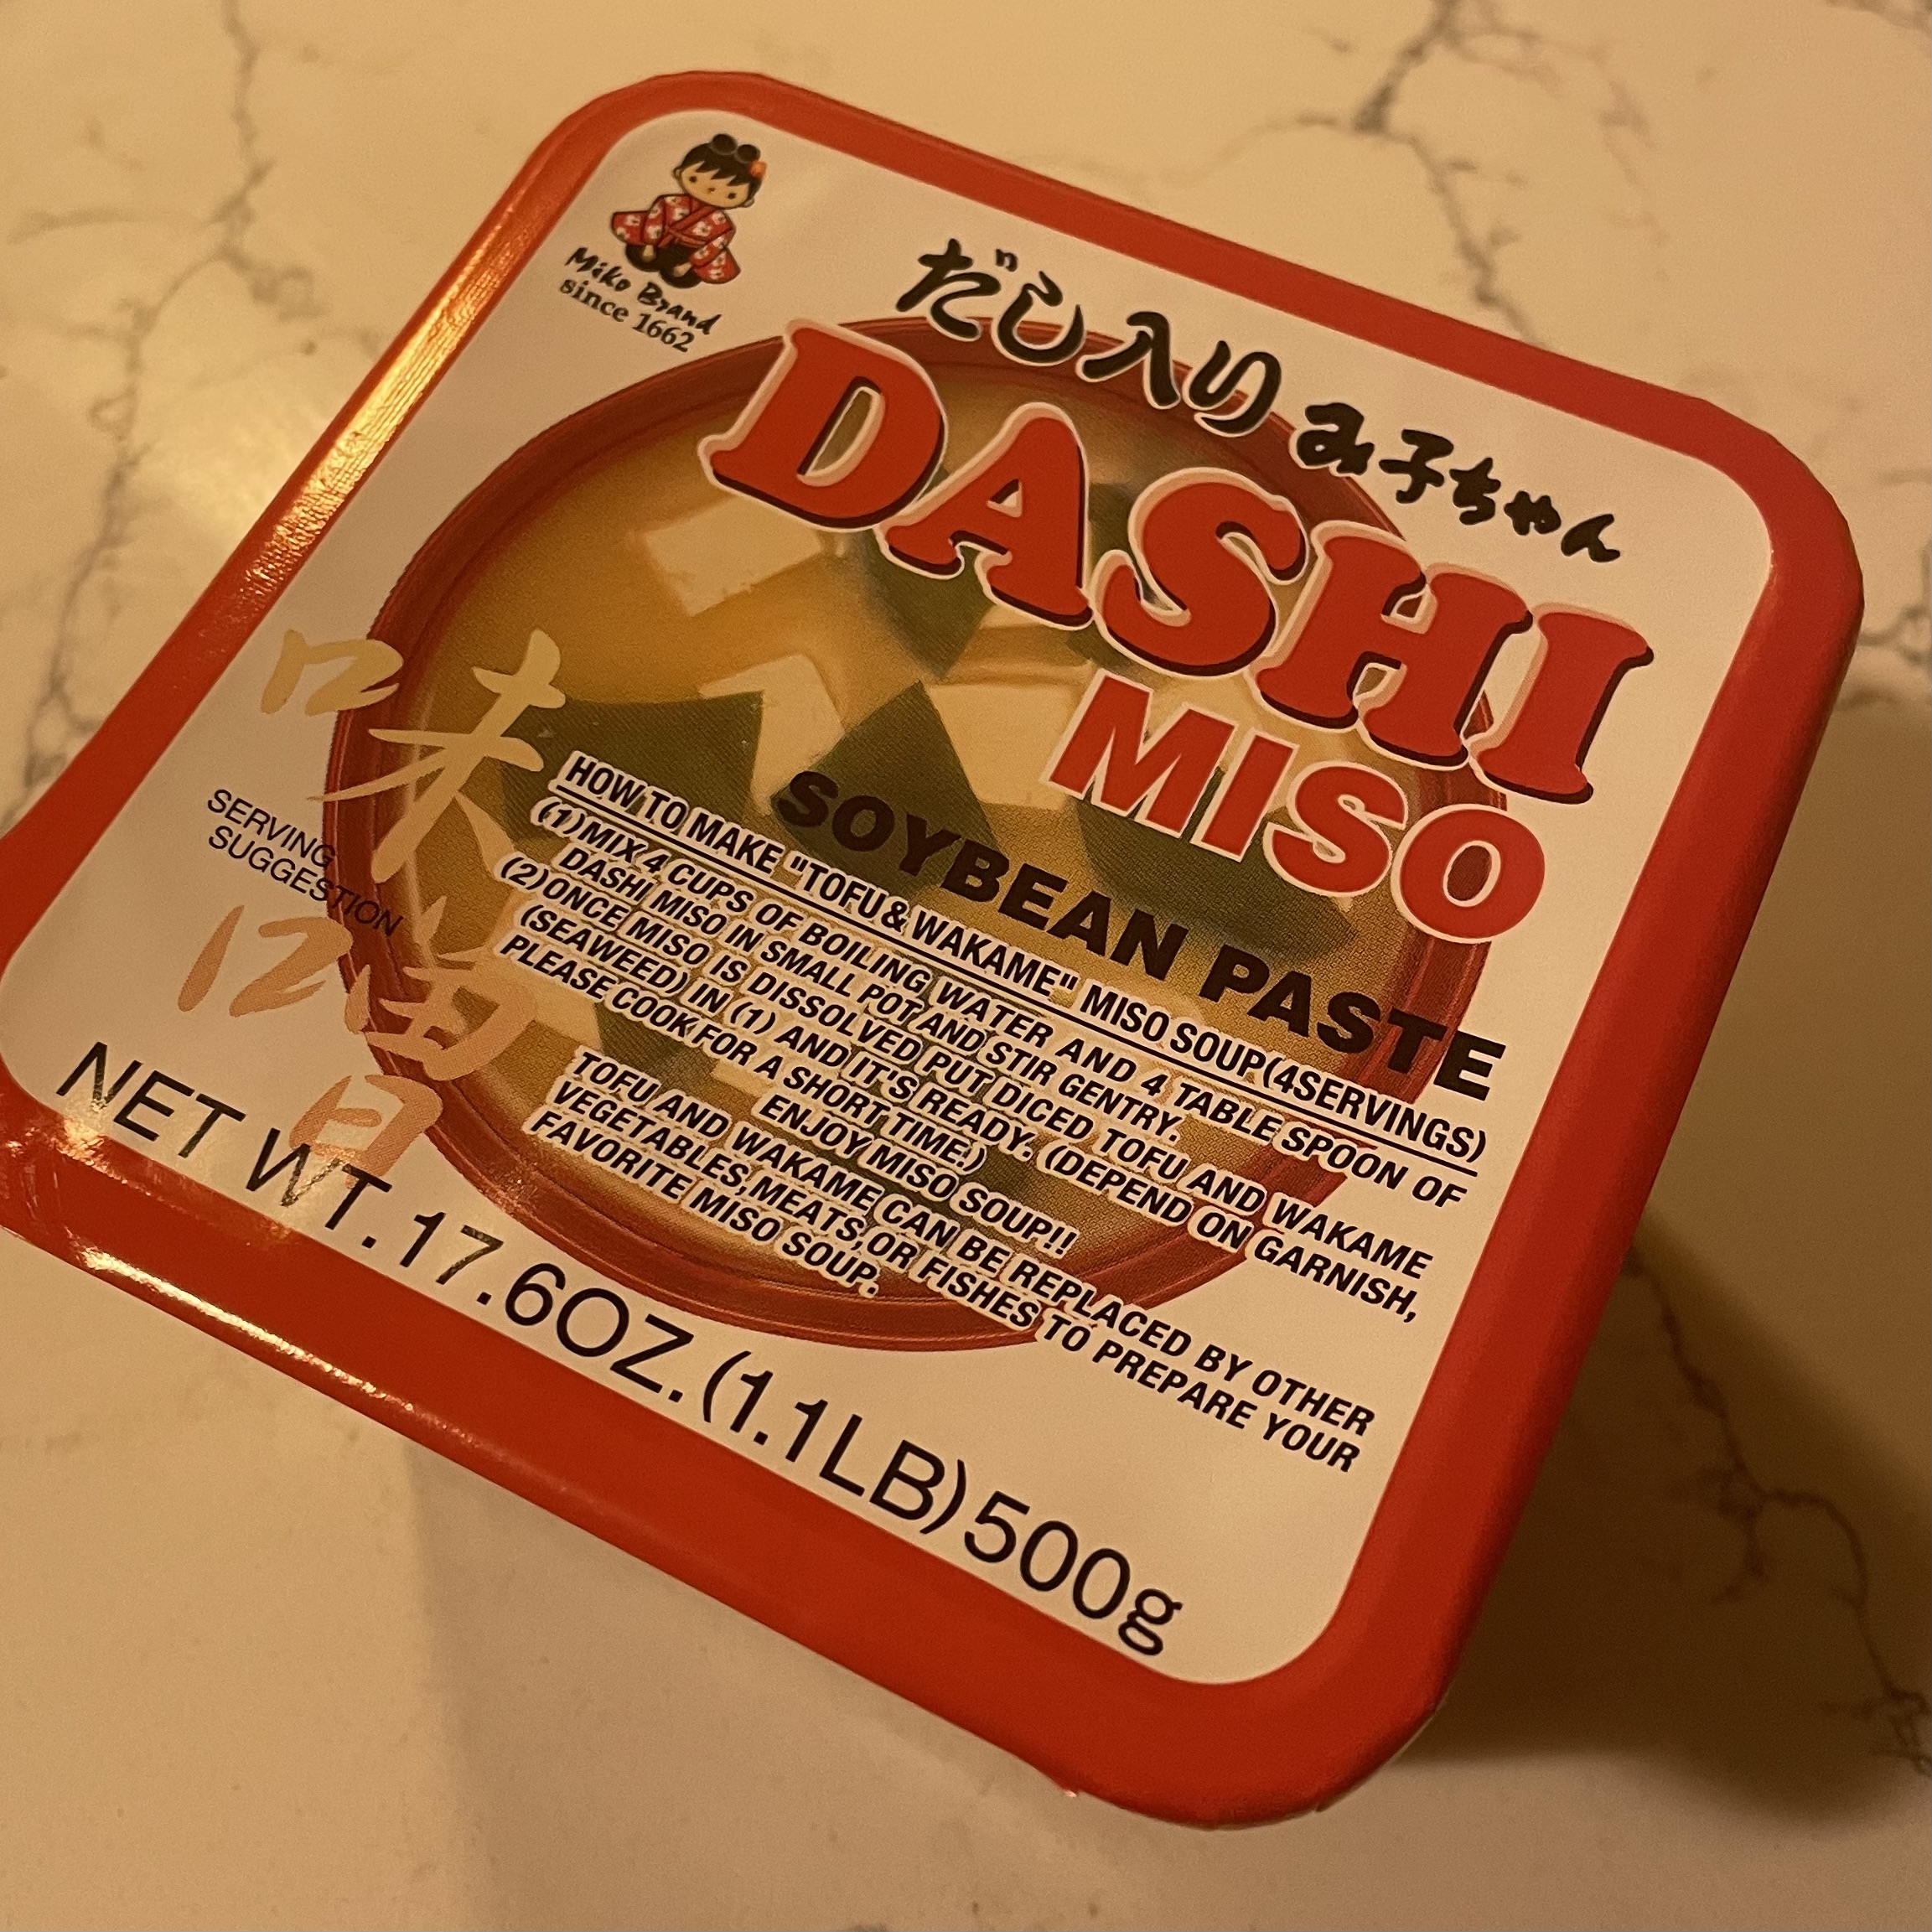 Miko Brand
since 1662
だし入り みこちゃん
DASHI
MISO
SOYBEAN PASTE
味噌
SERVING
SUGGESTION
HOW TO MAKE "TOFU & WAKAME" MISO SOUP(4SERVINGS)
(1)MIX 4 CUPS OF BOILING WATER AND 4 TABLE SPOON OF
DASHI MISO IN SMALL POT AND STIR GENTRY.
(2)ONCE MISO IS DISSOLVED PUT DICED TOFU AND WAKAME
(SEAWEED) IN (1) AND IT'S READY. (DEPEND ON GARNISH,
PLEASE COOK FOR A SHORT TIME.)
ENJOY MISO SOUP!!
TOFU AND WAKAME CAN BE REPLACED BY OTHER
VEGETABLES,MEATS,OR FISHES TO PREPARE YOUR
FAVORITE MISO SOUP.
NET WT.17.6OZ.(1.1LB)500g